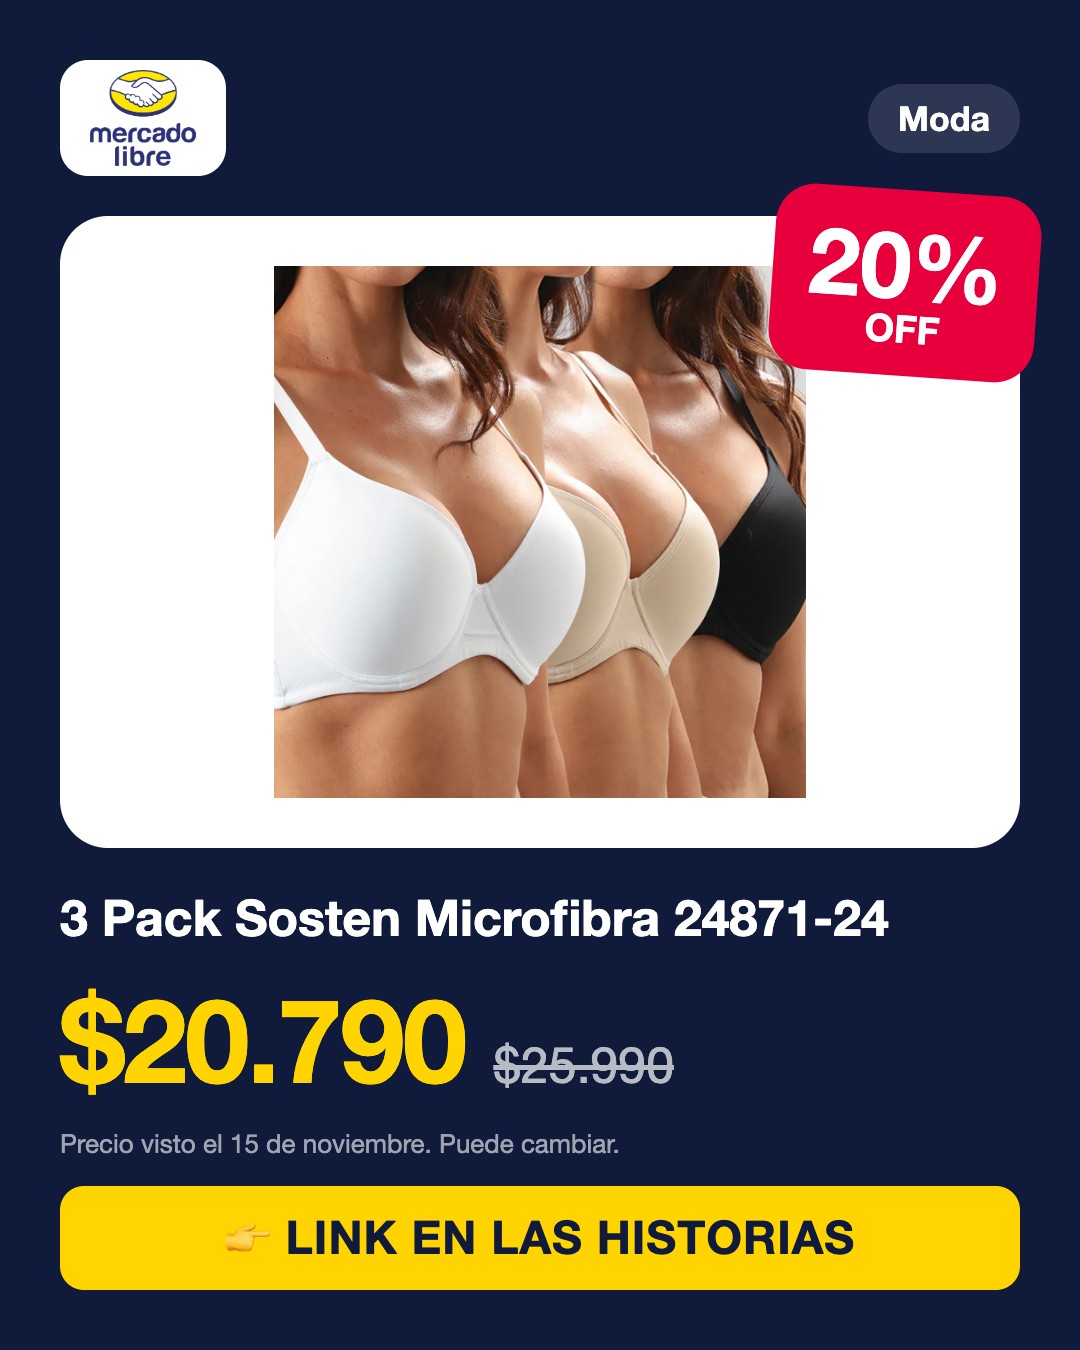 mercado
libre
Moda
20%
OFF
3 Pack Sosten Microfibra 24871-24
$20.790 $25.990
Precio visto el 15 de noviembre. Puede cambiar.
👉 LINK EN LAS HISTORIAS